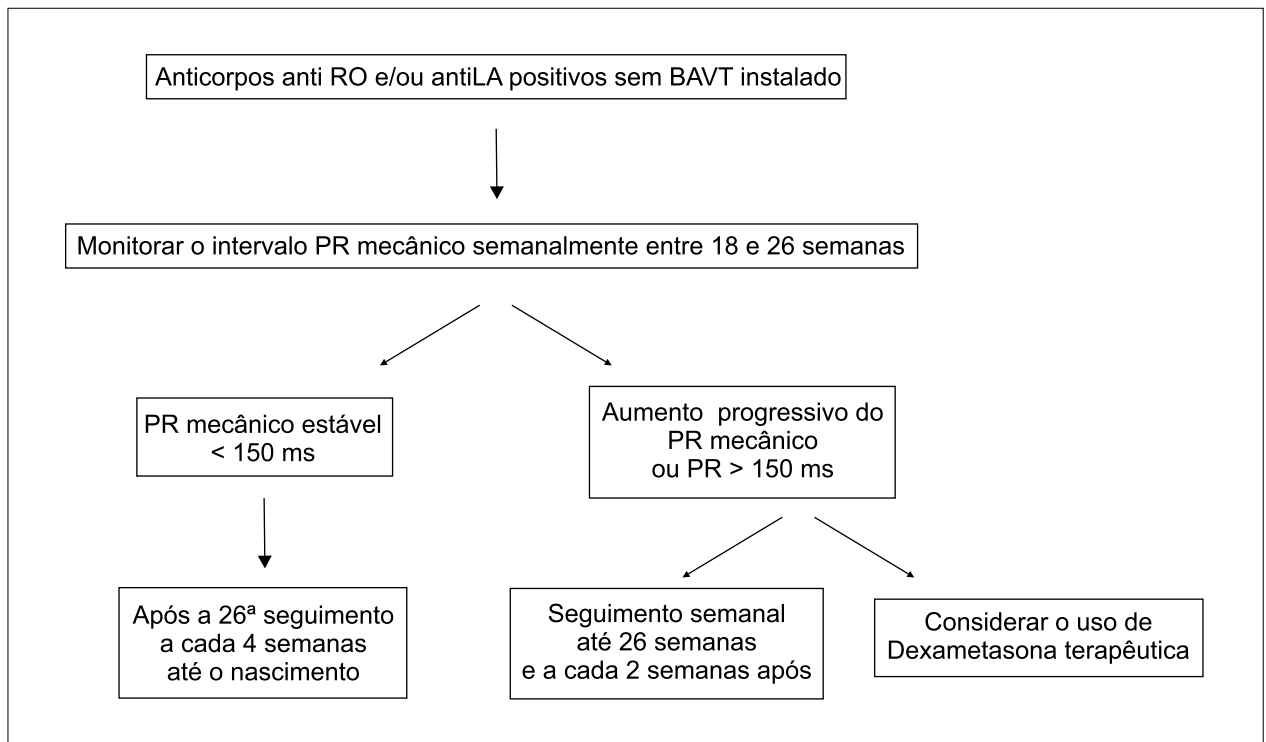 Anticorpos anti RO e/ou antiLA positivos sem BAVT instalado
Monitorar o intervalo PR mecânico semanalmente entre 18 e 26 semanas
PR mecânico estável
< 150 ms
Aumento progressivo do
PR mecânico
ou PR > 150 ms
Após a 26ª seguimento
a cada 4 semanas
até o nascimento
Seguimento semanal
até 26 semanas
e a cada 2 semanas após
Considerar o uso de
Dexametasona terapêutica